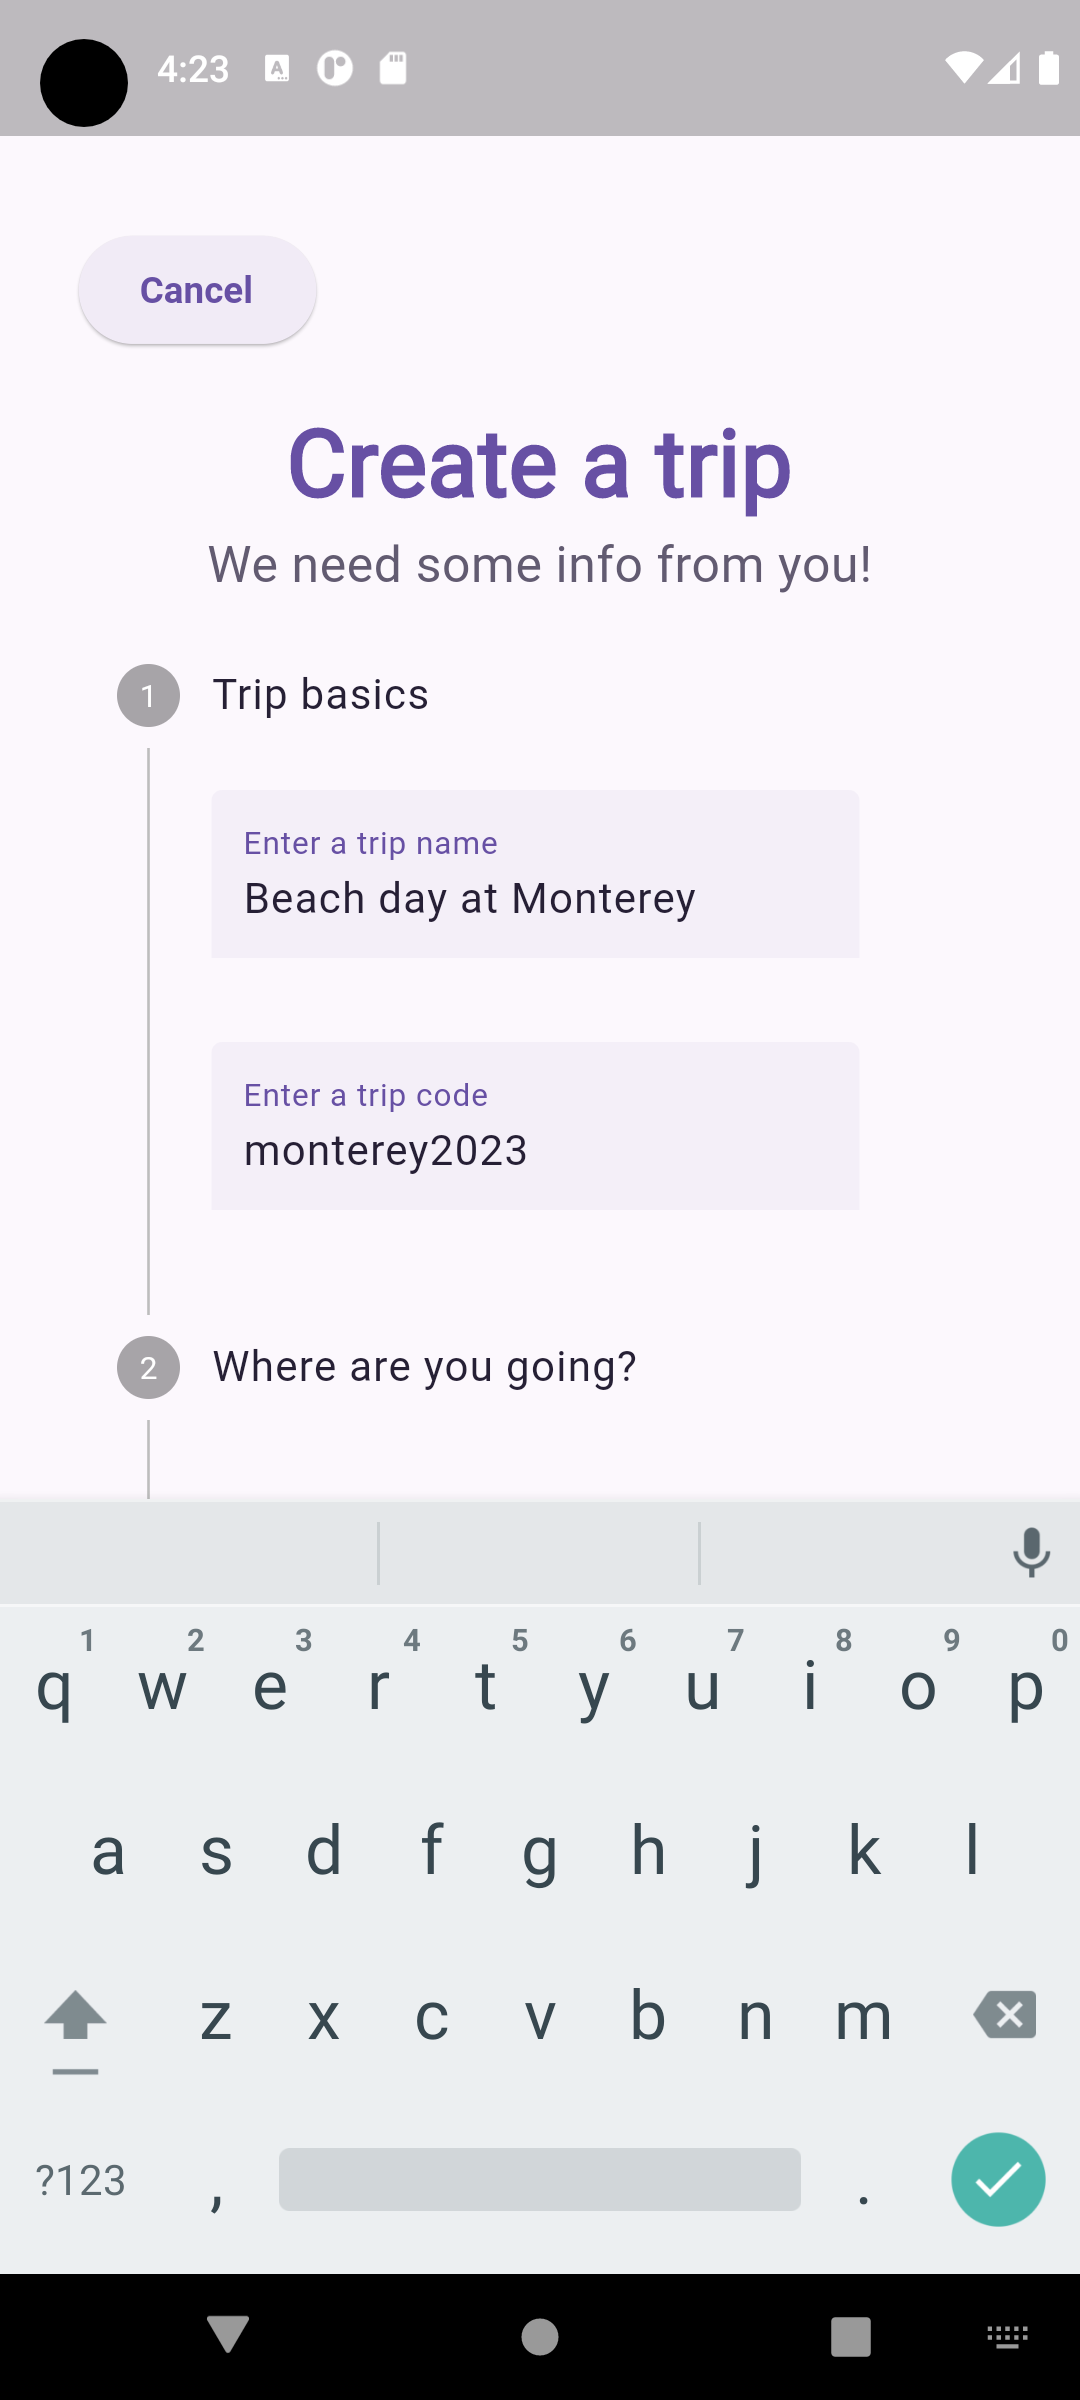 4:23
Cancel
Create a trip
We need some info from you!
1 Trip basics
Enter a trip name
Beach day at Monterey
Enter a trip code
monterey2023
2 Where are you going?
1 2 3 4 5 6 7 8 9 0
q w e r t y u i o p
a s d f g h j k l
z x c v b n m
?123 , .